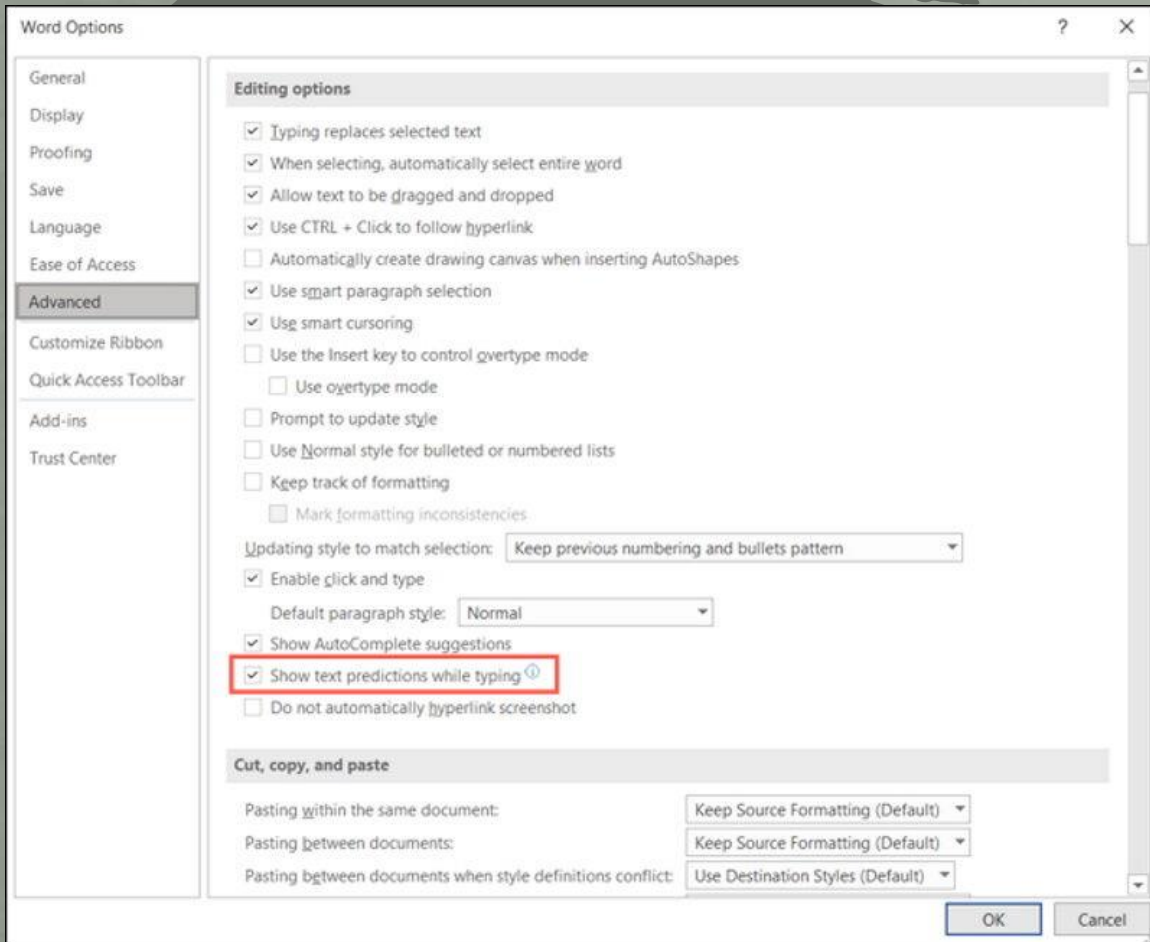 Word Options
?
General
Display
Proofing
Save
Language
Ease of Access
Advanced
Customize Ribbon
Quick Access Toolbar
Add-ins
Trust Center
Editing options
Typing replaces selected text
When selecting, automatically select entire word
Allow text to be dragged and dropped
Use CTRL + Click to follow hyperlink
Automatically create drawing canvas when inserting AutoShapes
Use smart paragraph selection
Use smart cursoring
Use the Insert key to control overtype mode
Use overtype mode
Prompt to update style
Use Normal style for bulleted or numbered lists
Keep track of formatting
Mark formatting inconsistencies
Updating style to match selection: Keep previous numbering and bullets pattern
Enable click and type
Default paragraph style: Normal
Show AutoComplete suggestions
Show text predictions while typing
Do not automatically hyperlink screenshot
Cut, copy, and paste
Pasting within the same document: Keep Source Formatting (Default)
Pasting between documents: Keep Source Formatting (Default)
Pasting between documents when style definitions conflict: Use Destination Styles (Default)
OK Cancel